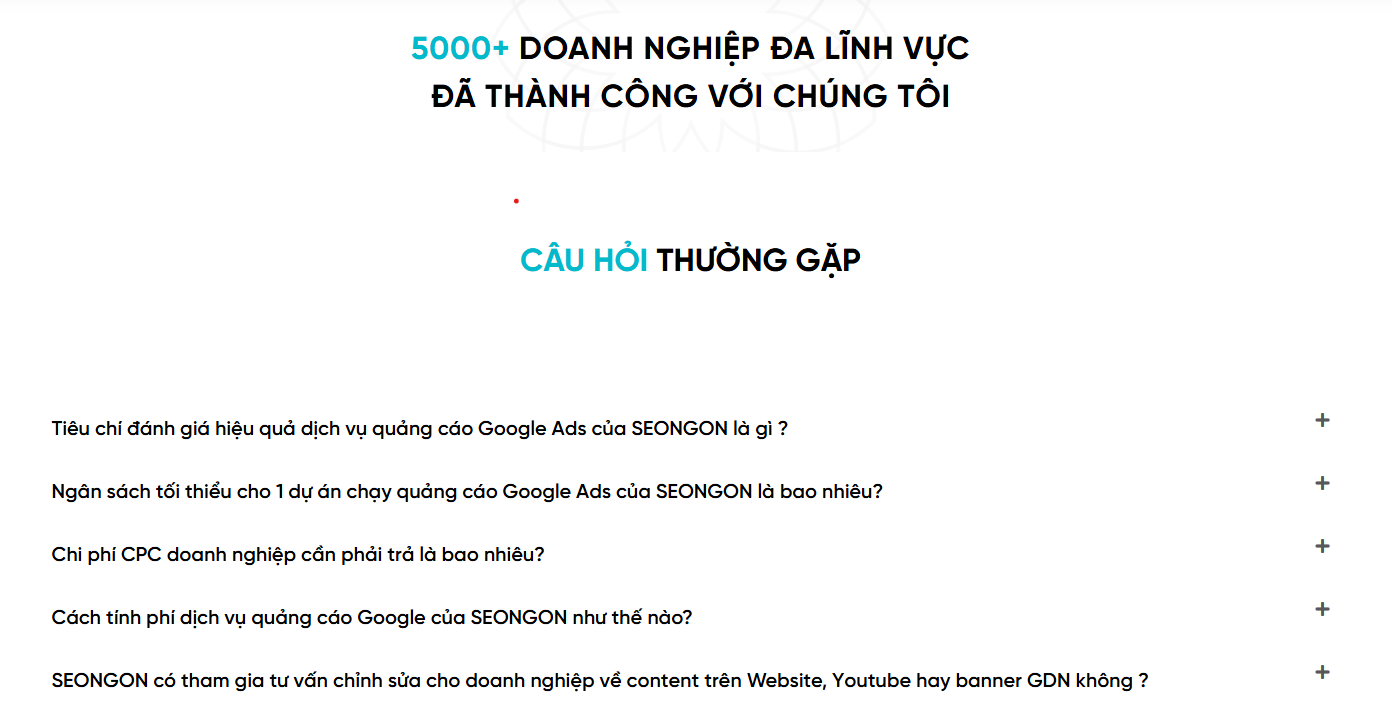 5000+ DOANH NGHIỆP ĐA LĨNH VỰC
ĐÃ THÀNH CÔNG VỚI CHÚNG TÔI
CÂU HỎI THƯỜNG GẶP
Tiêu chí đánh giá hiệu quả dịch vụ quảng cáo Google Ads của SEONGON là gì ?
Ngân sách tối thiểu cho 1 dự án chạy quảng cáo Google Ads của SEONGON là bao nhiêu?
Chi phí CPC doanh nghiệp cần phải trả là bao nhiêu?
Cách tính phí dịch vụ quảng cáo Google của SEONGON như thế nào?
SEONGON có tham gia tư vấn chỉnh sửa cho doanh nghiệp về content trên Website, Youtube hay banner GDN không ?